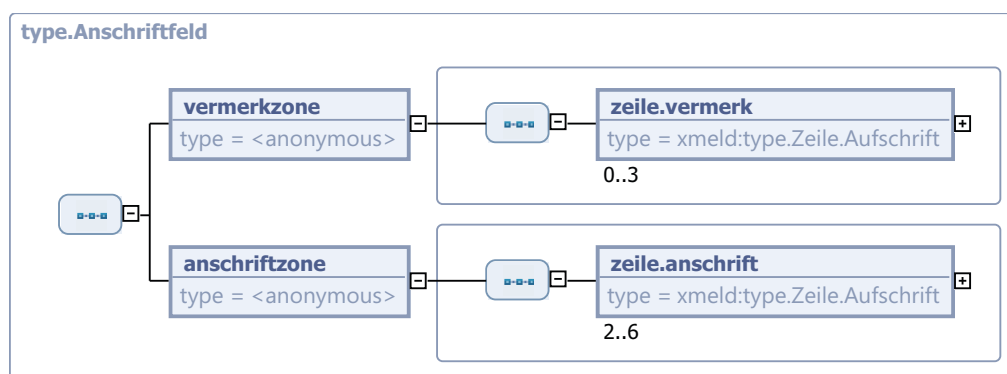 type.Anschriftfeld
vermerkzone
type = <anonymous>
zeile.vermerk
type = xmeld:type.Zeile.Aufschrift
0..3
anschriftzone
type = <anonymous>
zeile.anschrift
type = xmeld:type.Zeile.Aufschrift
2..6